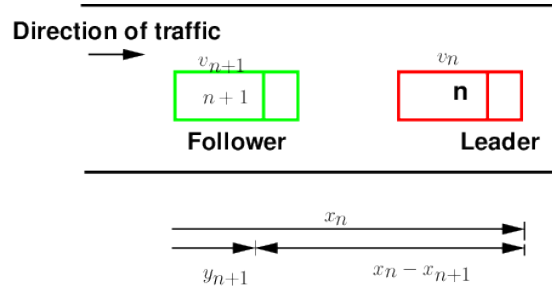 Direction of traffic
v_{n+1} v_n
n + 1 n
Follower Leader
x_n
y_{n+1} x_n − x_{n+1}